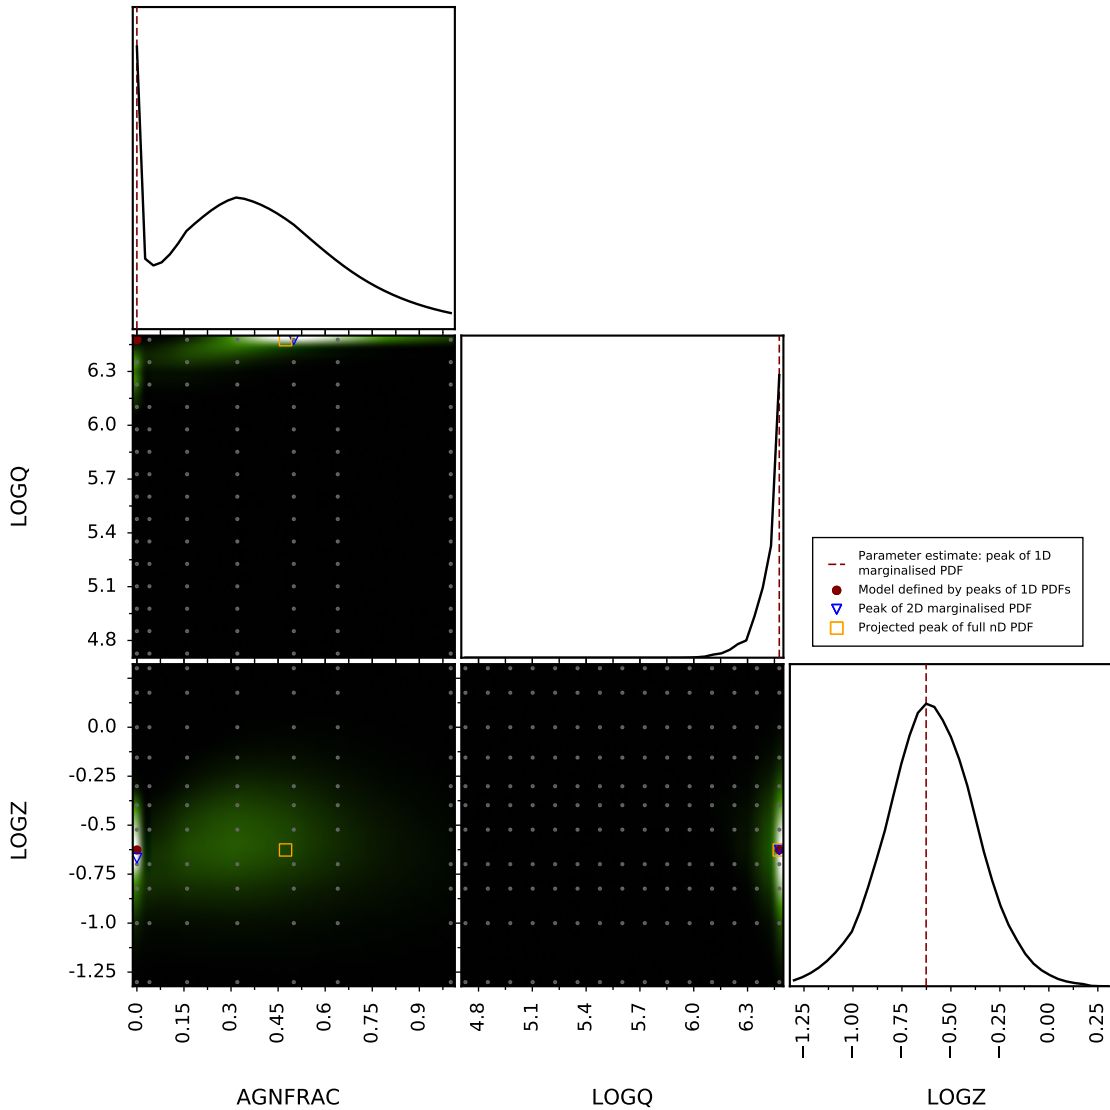 6.3
6.0
5.7
5.4
5.1
4.8
LOGQ
Parameter estimate: peak of 1D
marginalised PDF
Model defined by peaks of 1D PDFs
Peak of 2D marginalised PDF
Projected peak of full nD PDF
0.0
-0.25
-0.5
-0.75
-1.0
-1.25
LOGZ
0.0 0.15 0.3 0.45 0.6 0.75 0.9
4.8 5.1 5.4 5.7 6.0 6.3
−1.25 −1.00 −0.75 −0.50 −0.25 0.00 0.25
AGNFRAC LOGQ LOGZ